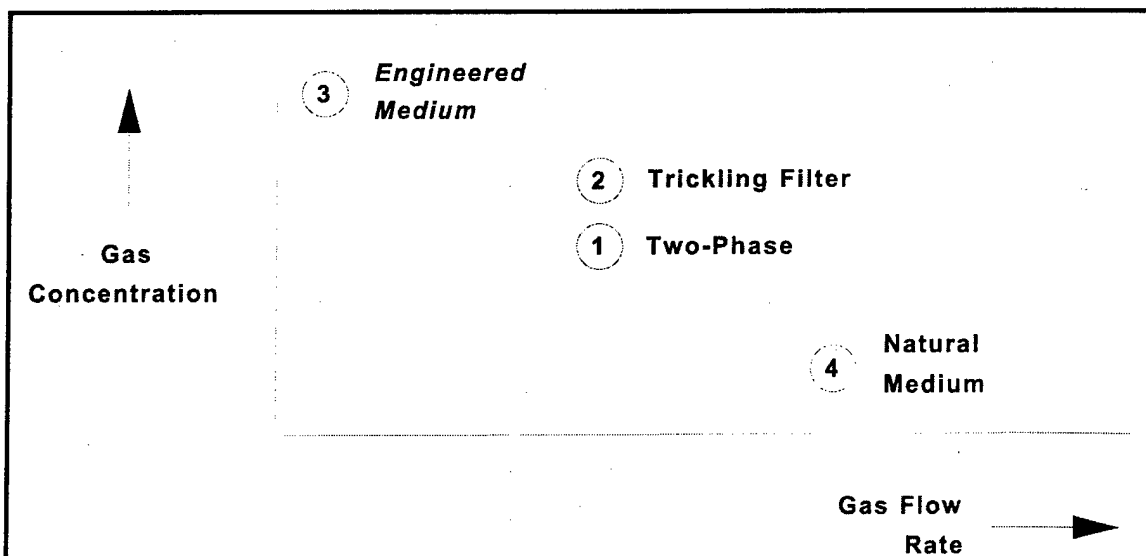 3
Engineered
Medium
2 Trickling Filter
1 Two-Phase
Gas
Concentration
4
Natural
Medium
Gas Flow
Rate